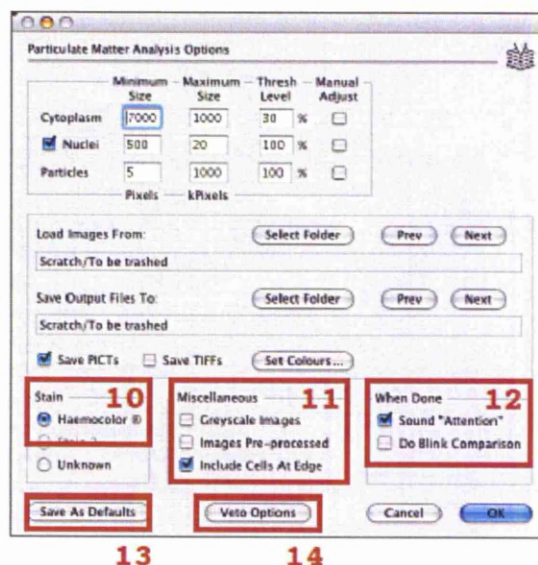 Particulate Matter Analysis Options
Minimum Size Maximum Size Thresh Level Manual Adjust
Cytoplasm 7000 1000 30 %
Nuclei 500 20 100 %
Particles 5 1000 100 %
Pixels kPixels
Load Images From: Select Folder Prev Next
Scratch/To be trashed
Save Output Files To: Select Folder Prev Next
Scratch/To be trashed
Save PICTs Save TIFFs Set Colours...
Stain 10 Miscellaneous 11 When Done 12
Haemocolor ® Greyscale Images Sound "Attention"
Images Pre-processed Do Blink Comparison
Unknown Include Cells At Edge
Save As Defaults Veto Options Cancel OK
13 14